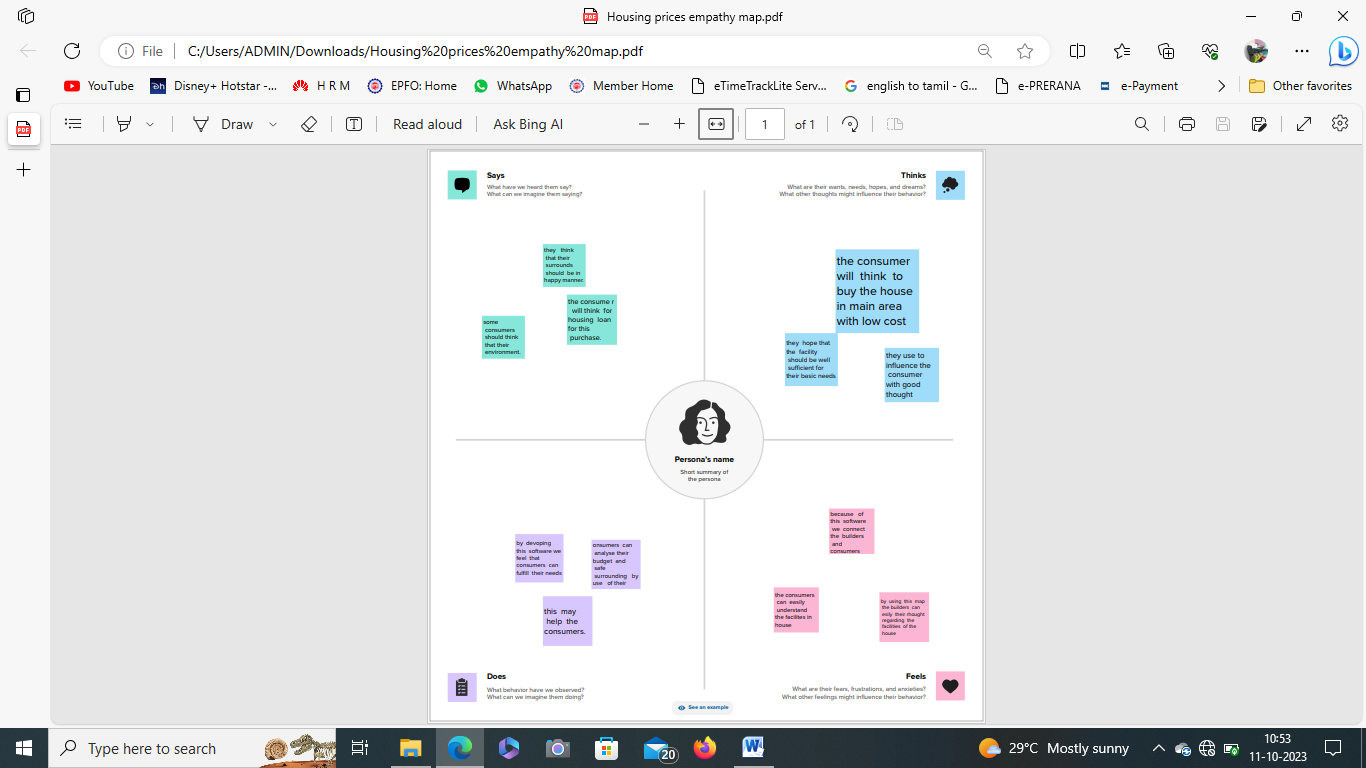 Housing prices empathy map.pdf
File
C:/Users/ADMIN/Downloads/Housing%20prices%20empathy%20map.pdf
YouTube
Disney+ Hotstar -...
H R M
EPFO: Home
WhatsApp
Member Home
eTimeTrackLite Serv...
english to tamil - G...
e-PRERANA
e-Payment
Other favorites
Draw
Read aloud
Ask Bing AI
1
of 1
Says
What have we heard them say?
What can we imagine them saying?
Thinks
What are their wants, needs, hopes, and dreams?
What other thoughts might influence their behavior?
they think
that their
surrounds
should be in
happy manner.
the consume r
will think for
housing loan
for this
purchase.
some
consumers
should think
that their
environment.
the consumer
will think to
buy the house
in main area
with low cost
they hope that
the facility
should be well
sufficient for
their basic needs
they use to
influence the
consumer
with good
thought
Persona's name
Short summary of
the persona
by devoping
this software we
feel that
consumers can
fulfill their needs
onsumers can
analyse their
budget and
safe
surrounding by
use of their
this may
help the
consumers.
because of
this software
we connect
the builders
and
consumers
the consumers
can easily
understand
the facilites in
house
by using this map
the builders can
esily their thought
regarding the
facilities of the
house
Does
What behavior have we observed?
What can we imagine them doing?
Feels
What are their fears, frustrations, and anxieties?
What other feelings might influence their behavior?
See an example
Type here to search
20
29°C Mostly sunny
10:53
11-10-2023